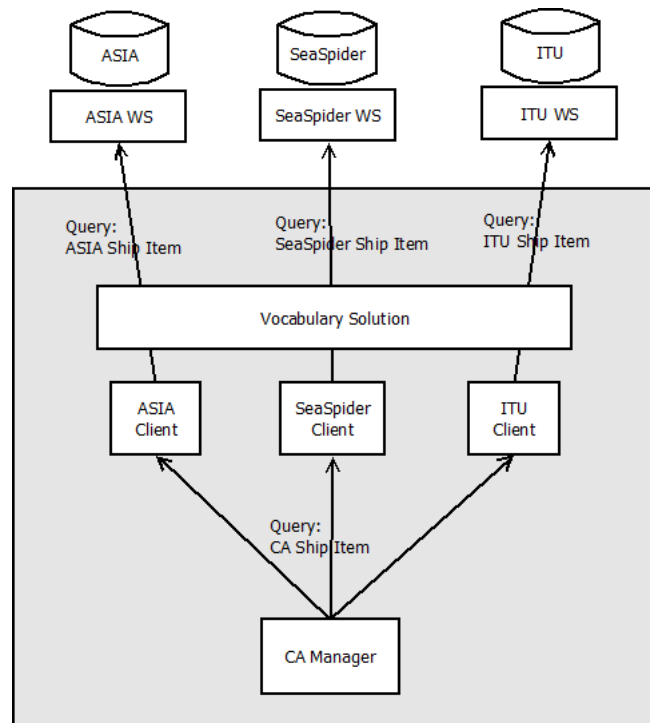 ASIA
SeaSpider
ITU
ASIA WS
SeaSpider WS
ITU WS
Query:
ASIA Ship Item
Query:
SeaSpider Ship Item
Query:
ITU Ship Item
Vocabulary Solution
ASIA
Client
SeaSpider
Client
ITU
Client
Query:
CA Ship Item
CA Manager